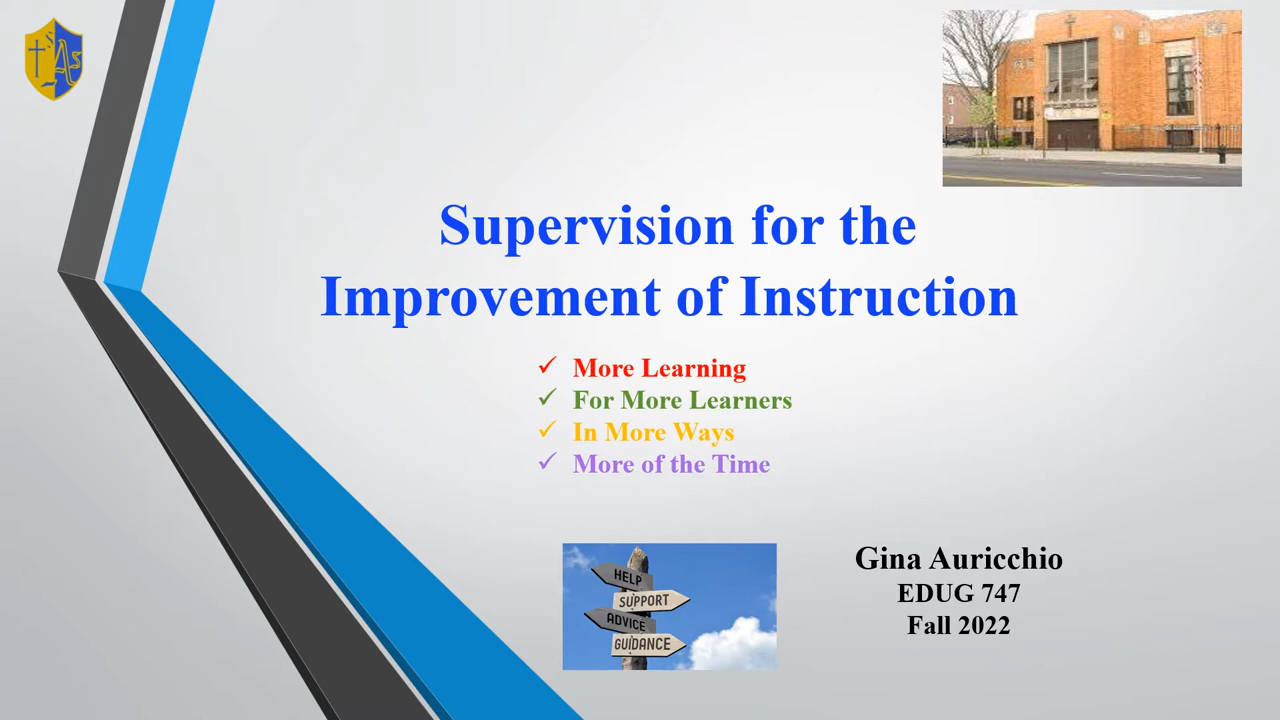 Supervision for the
Improvement of Instruction
✓ More Learning
✓ For More Learners
✓ In More Ways
✓ More of the Time
HELP
SUPPORT
ADVICE
GUIDANCE
Gina Auricchio
EDUG 747
Fall 2022